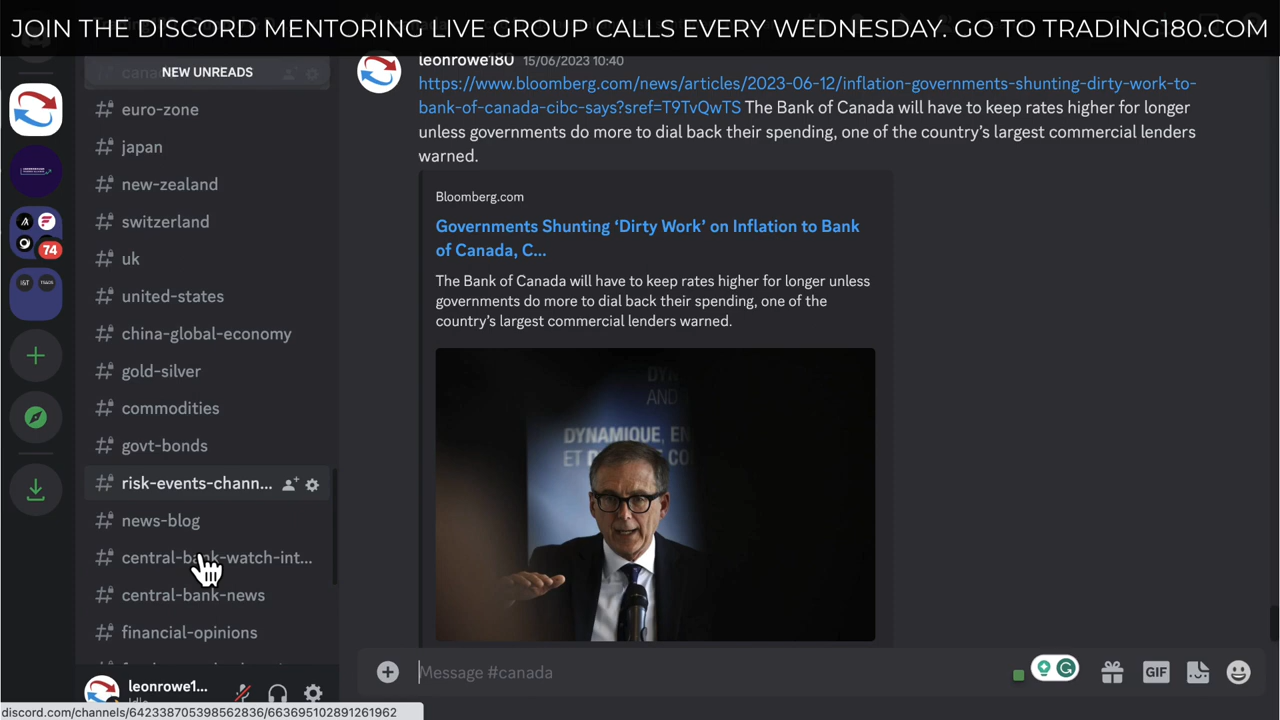 JOIN THE DISCORD MENTORING LIVE GROUP CALLS EVERY WEDNESDAY. GO TO TRADING180.COM
NEW UNREADS
euro-zone
japan
new-zealand
switzerland
uk
united-states
china-global-economy
gold-silver
commodities
govt-bonds
risk-events-chann...
news-blog
central-bank-watch-int...
central-bank-news
financial-opinions
leonrowe1...
Idle
discord.com/channels/642338705398562836/663695102891261962
74
leonrowe180 15/06/2023 10:40
https://www.bloomberg.com/news/articles/2023-06-12/inflation-governments-shunting-dirty-work-to-
bank-of-canada-cibc-says?sref=T9TvQwTS The Bank of Canada will have to keep rates higher for longer
unless governments do more to dial back their spending, one of the country's largest commercial lenders
warned.
Bloomberg.com
Governments Shunting ‘Dirty Work’ on Inflation to Bank
of Canada, C...
The Bank of Canada will have to keep rates higher for longer unless
governments do more to dial back their spending, one of the
country's largest commercial lenders warned.
AND
DYNAMIQUE, EN
ET D
CO
Message #canada
GIF